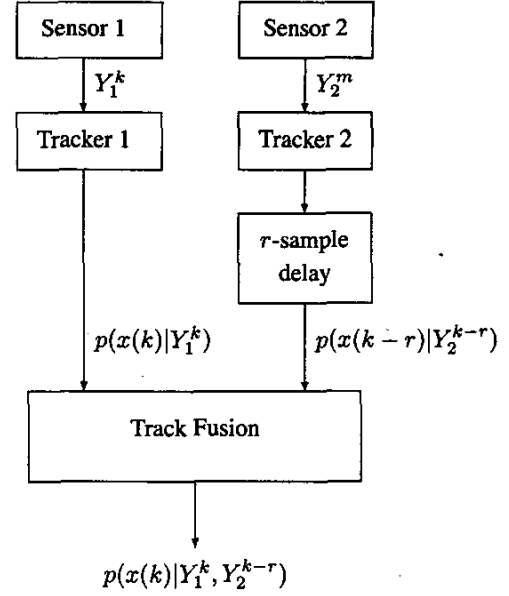 Sensor 1
Sensor 2
Y_1^k
Y_2^m
Tracker 1
Tracker 2
r-sample
delay
p(x(k)|Y_1^k)
p(x(k − r)|Y_2^{k−r})
Track Fusion
p(x(k)|Y_1^k, Y_2^{k−r})